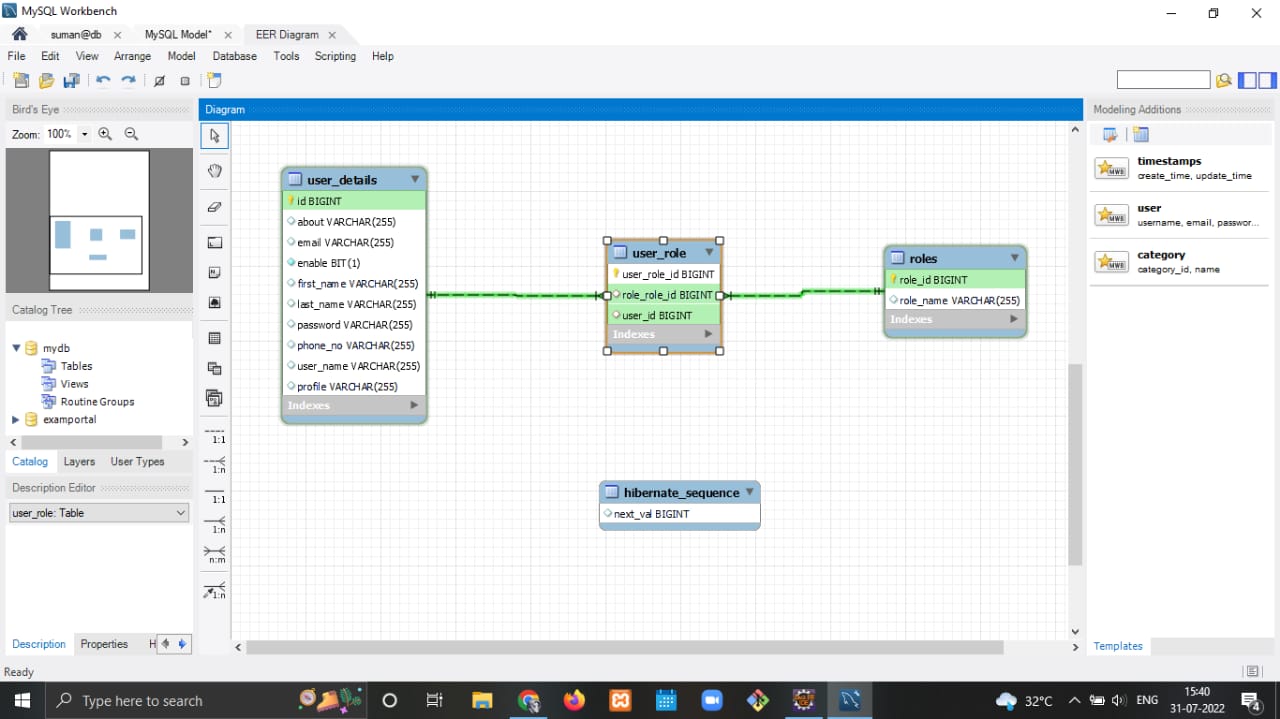 MySQL Workbench
suman@db
MySQL Model*
EER Diagram
File Edit View Arrange Model Database Tools Scripting Help
Bird's Eye
Zoom: 100%
Catalog Tree
mydb
Tables
Views
Routine Groups
examportal
Catalog Layers User Types
Description Editor
user_role: Table
Description Properties H
Diagram
1:1
1:n
1:1
1:n
n:m
1:n
user_details
id BIGINT
about VARCHAR(255)
email VARCHAR(255)
enable BIT(1)
first_name VARCHAR(255)
last_name VARCHAR(255)
password VARCHAR(255)
phone_no VARCHAR(255)
user_name VARCHAR(255)
profile VARCHAR(255)
Indexes
user_role
user_role_id BIGINT
role_role_id BIGINT
user_id BIGINT
Indexes
roles
role_id BIGINT
role_name VARCHAR(255)
Indexes
hibernate_sequence
next_val BIGINT
Modeling Additions
timestamps
create_time, update_time
user
username, email, passwor...
category
category_id, name
Templates
Ready
Type here to search
32°C
ENG
15:40
31-07-2022
4